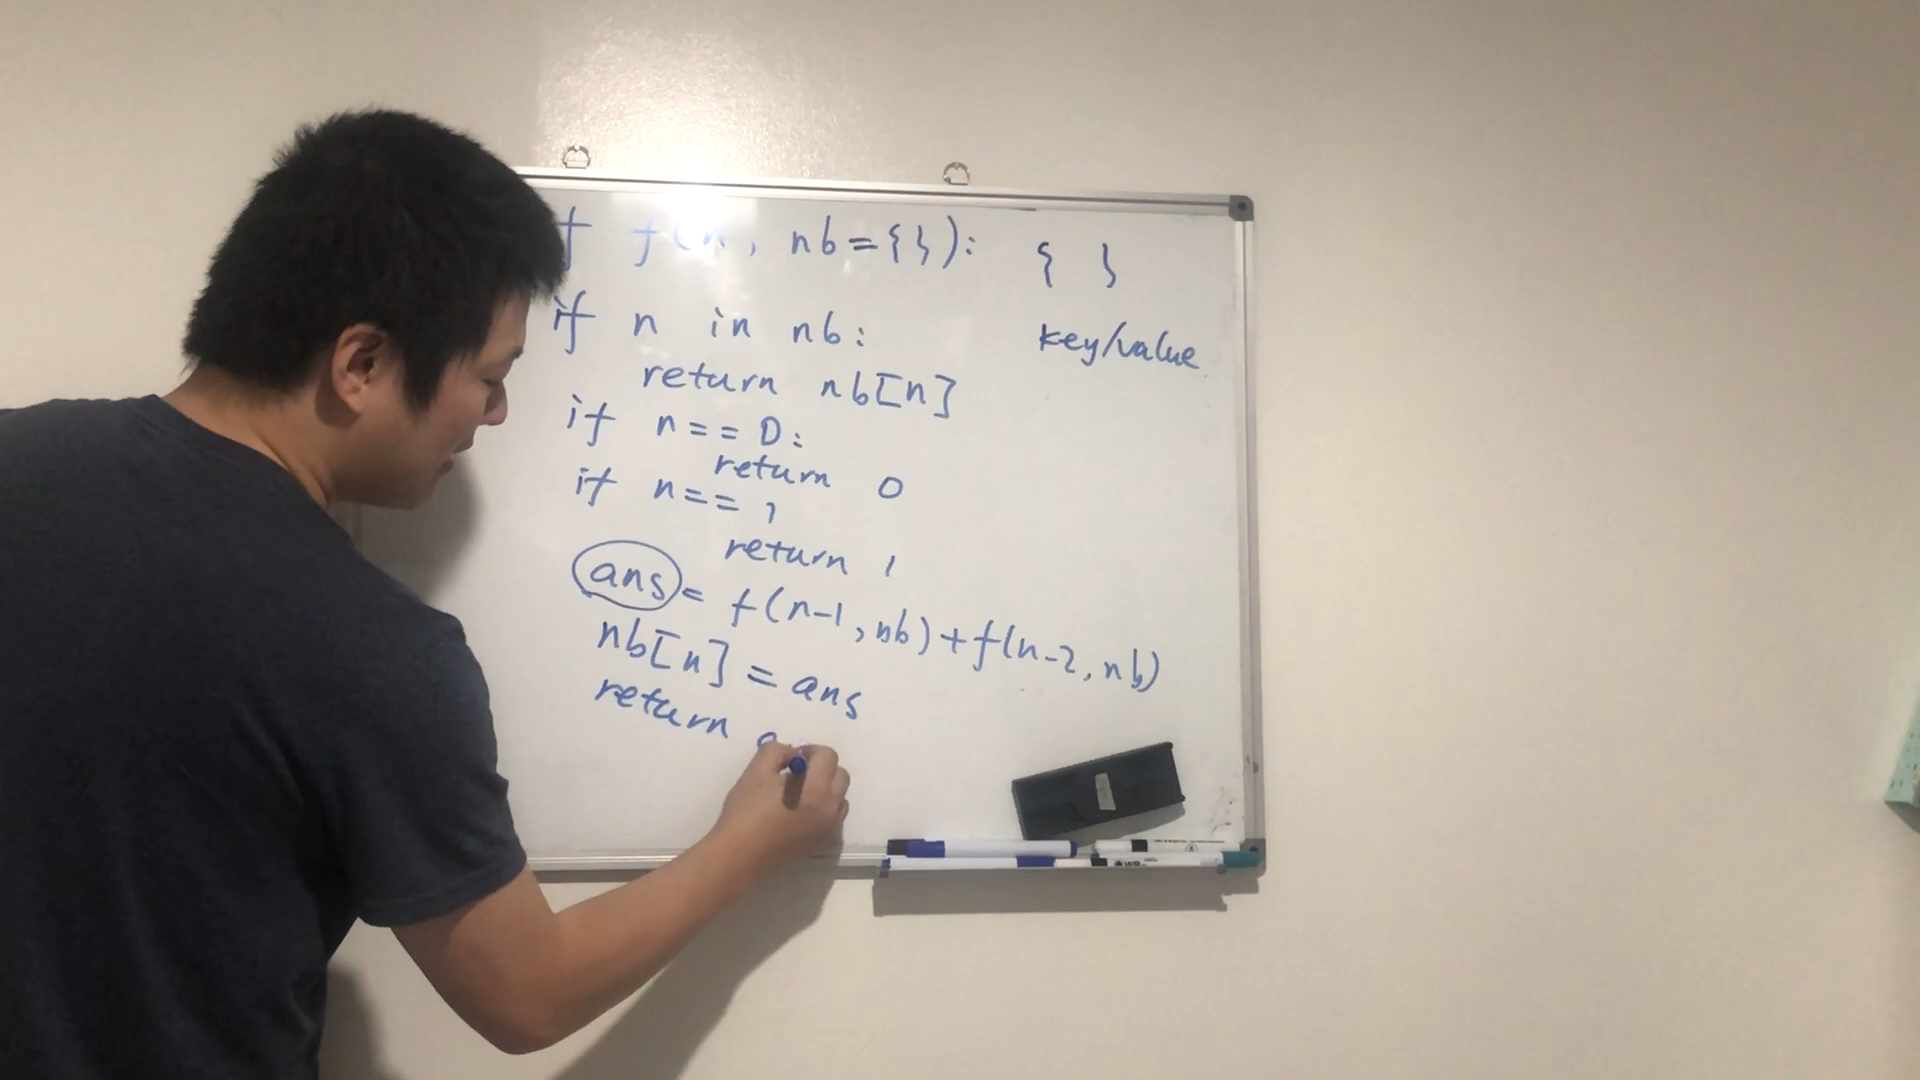 f f(n, nb={}): { }
if n in nb:
key/value
return nb[n]
if n==0:
return 0
if n==1
return 1
ans = f(n-1, nb)+f(n-2, nb)
nb[n] = ans
return a